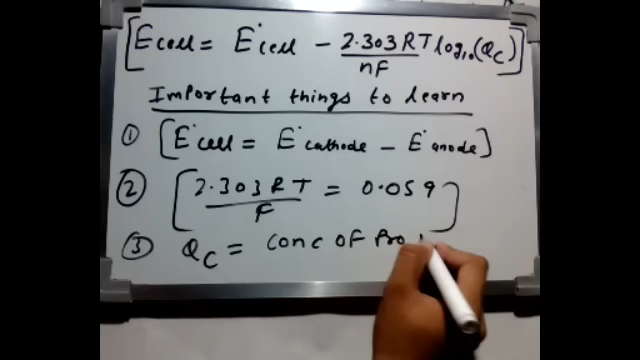 [Ecell = E°cell - 2.303RT/nF log10(Qc)]
Important things to learn
① [E°cell = E°cathode - E°anode]
② [2.303RT/F = 0.059]
③ Qc = conc of Pro